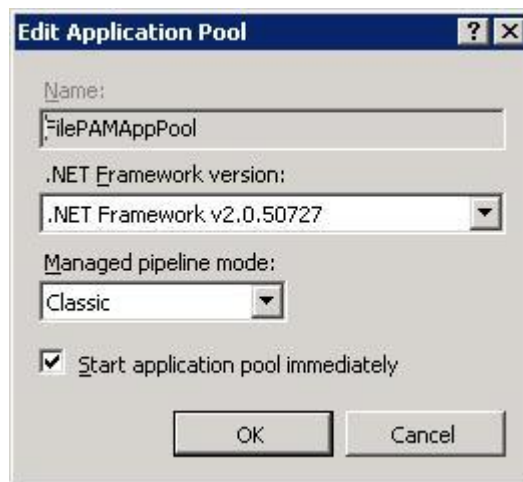 Edit Application Pool
Name:
FilePAMAppPool
.NET Framework version:
.NET Framework v2.0.50727
Managed pipeline mode:
Classic
Start application pool immediately
OK Cancel